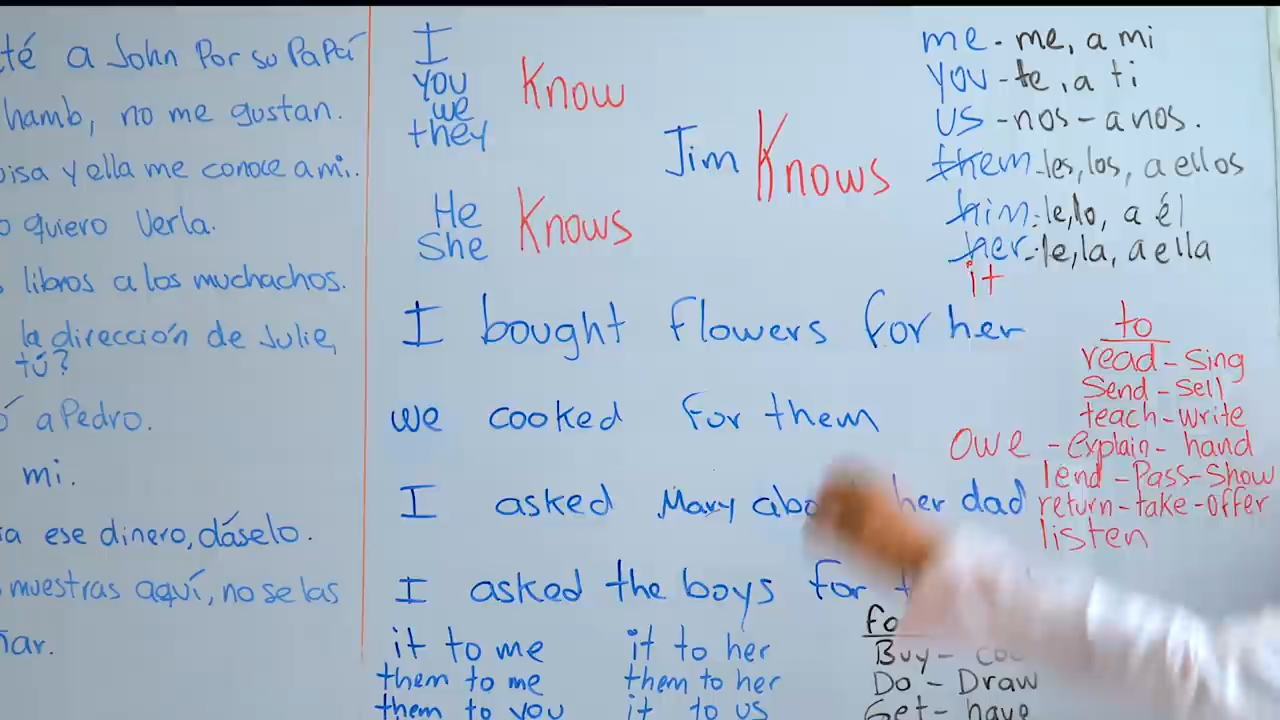 té a John Por su PaPá
hamb, no me gustan.
isa y ella me conoce a mi.
quiero Verla.
libros a los muchachos.
la dirección de Julie,
tú?
a Pedro.
mi.
a ese dinero, dáselo.
muestras aquí, no se las
ñar.
I
you
we
they
Know
He
She
Knows
Jim Knows
me - me, a mi
you - te, a ti
us - nos - a nos.
them - les, los, a ellos
him - le, lo, a él
her - le, la, a ella
it
I bought flowers for her
we cooked for them
I asked Mary about her dad
I asked the boys for
it to me
them to me
them to you
it to her
them to her
it to us
to
read - sing
Send - sell
teach - write
owe - explain - hand
lend - Pass - Show
return - take - offer
listen
Buy -
Do - Draw
Get - have